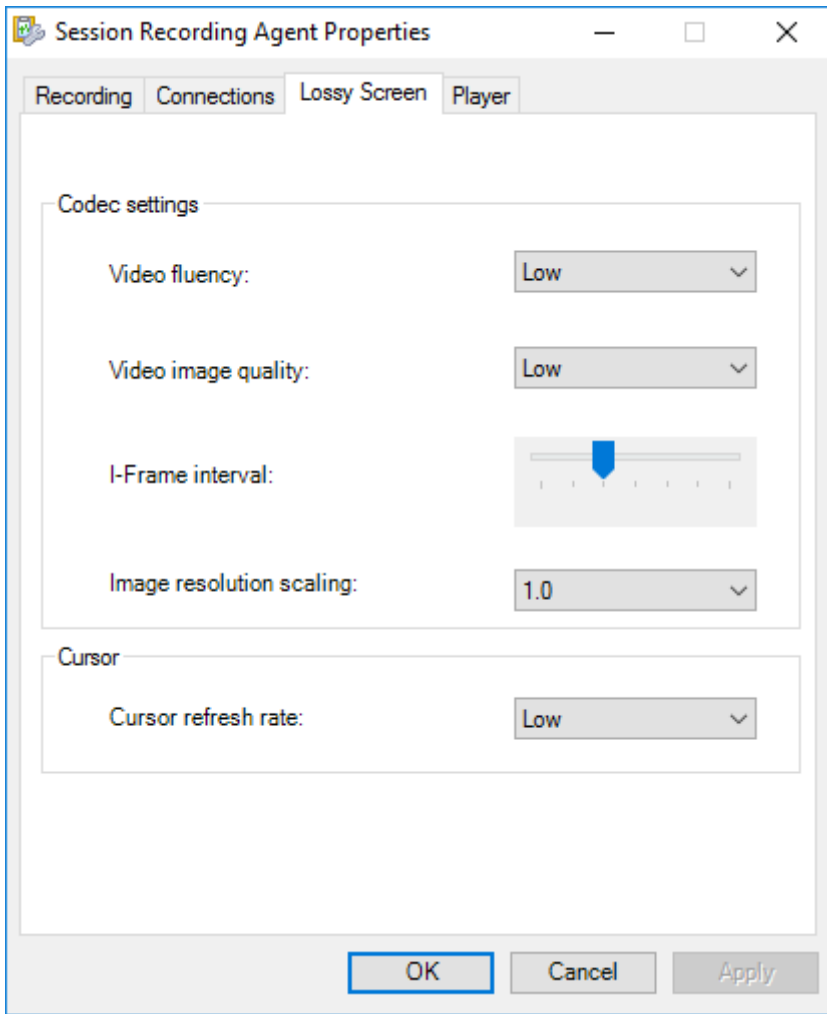 Session Recording Agent Properties
Recording Connections Lossy Screen Player
Codec settings
Video fluency: Low
Video image quality: Low
I-Frame interval:
Image resolution scaling: 1.0
Cursor
Cursor refresh rate: Low
OK Cancel Apply